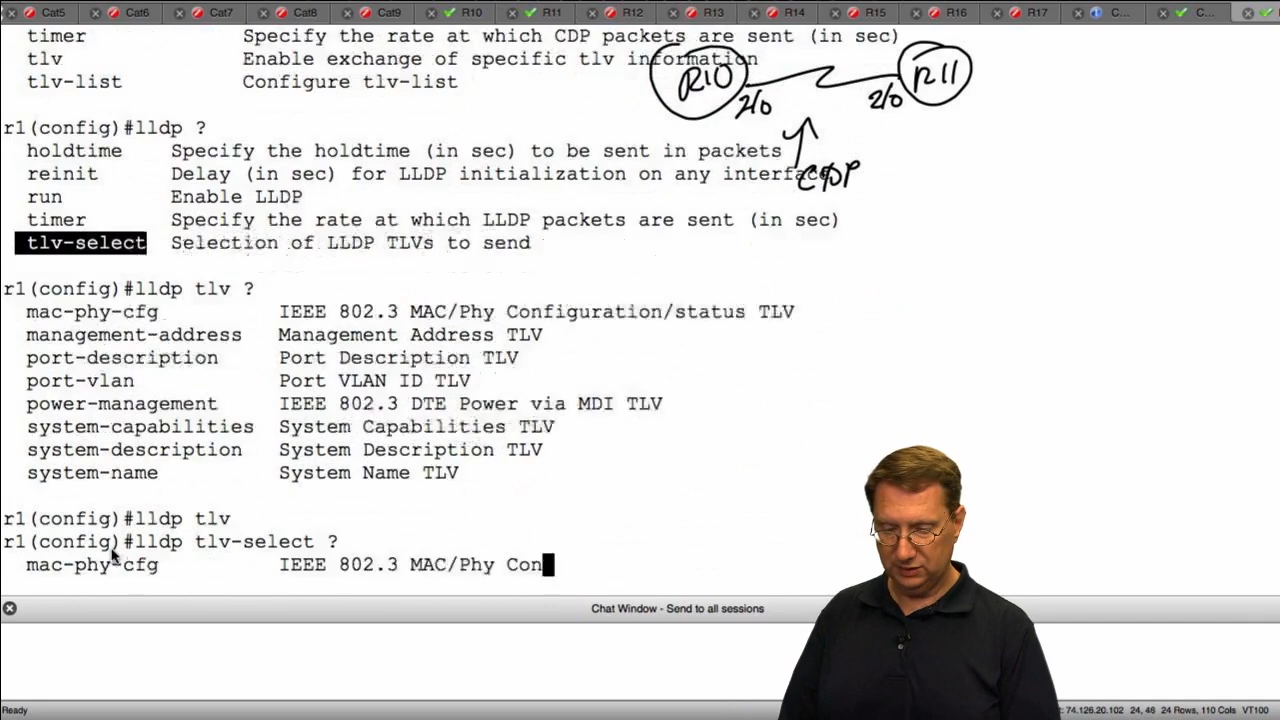 Cat5 Cat6 Cat7 Cat8 Cat9 R10 R11 R12 R13 R14 R15 R16 R17 C... C...
timer Specify the rate at which CDP packets are sent (in sec)
tlv Enable exchange of specific tlv information
tlv-list Configure tlv-list
R10 R11
2/0 2/0
r1(config)#lldp ?
holdtime Specify the holdtime (in sec) to be sent in packets
reinit Delay (in sec) for LLDP initialization on any interface
CDP
run Enable LLDP
timer Specify the rate at which LLDP packets are sent (in sec)
tlv-select Selection of LLDP TLVs to send
r1(config)#lldp tlv ?
mac-phy-cfg IEEE 802.3 MAC/Phy Configuration/status TLV
management-address Management Address TLV
port-description Port Description TLV
port-vlan Port VLAN ID TLV
power-management IEEE 802.3 DTE Power via MDI TLV
system-capabilities System Capabilities TLV
system-description System Description TLV
system-name System Name TLV
r1(config)#lldp tlv
r1(config)#lldp tlv-select ?
mac-phy-cfg IEEE 802.3 MAC/Phy Con
Chat Window - Send to all sessions
Ready : 74.126.20.102 24, 46 24 Rows, 110 Cols VT100